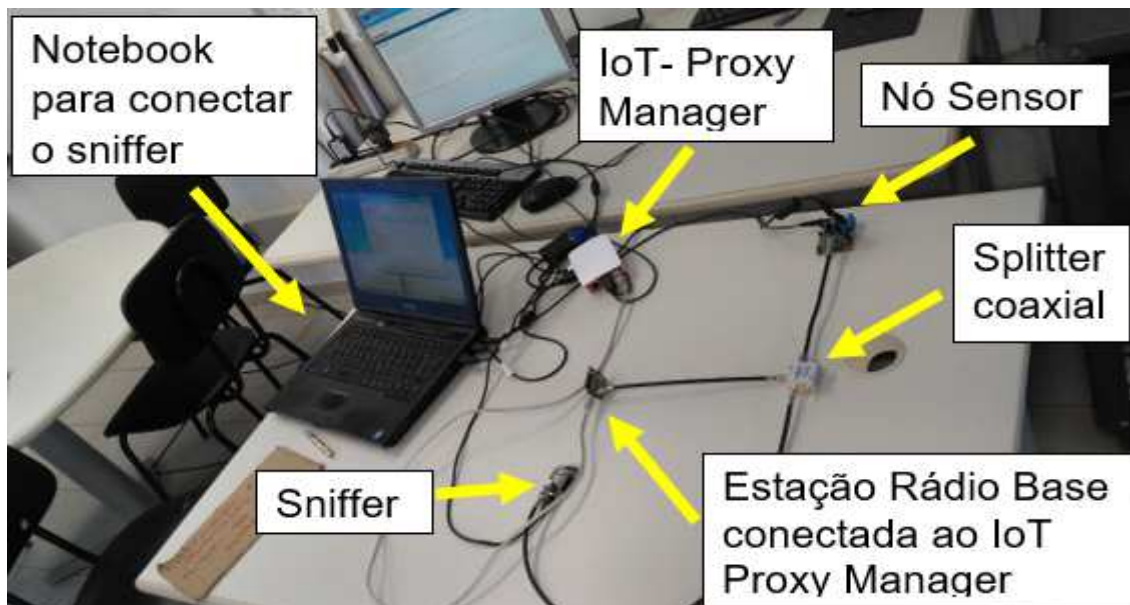 Notebook
para conectar
o sniffer
IoT- Proxy
Manager
Nó Sensor
Splitter
coaxial
Sniffer
Estação Rádio Base
conectada ao IoT
Proxy Manager